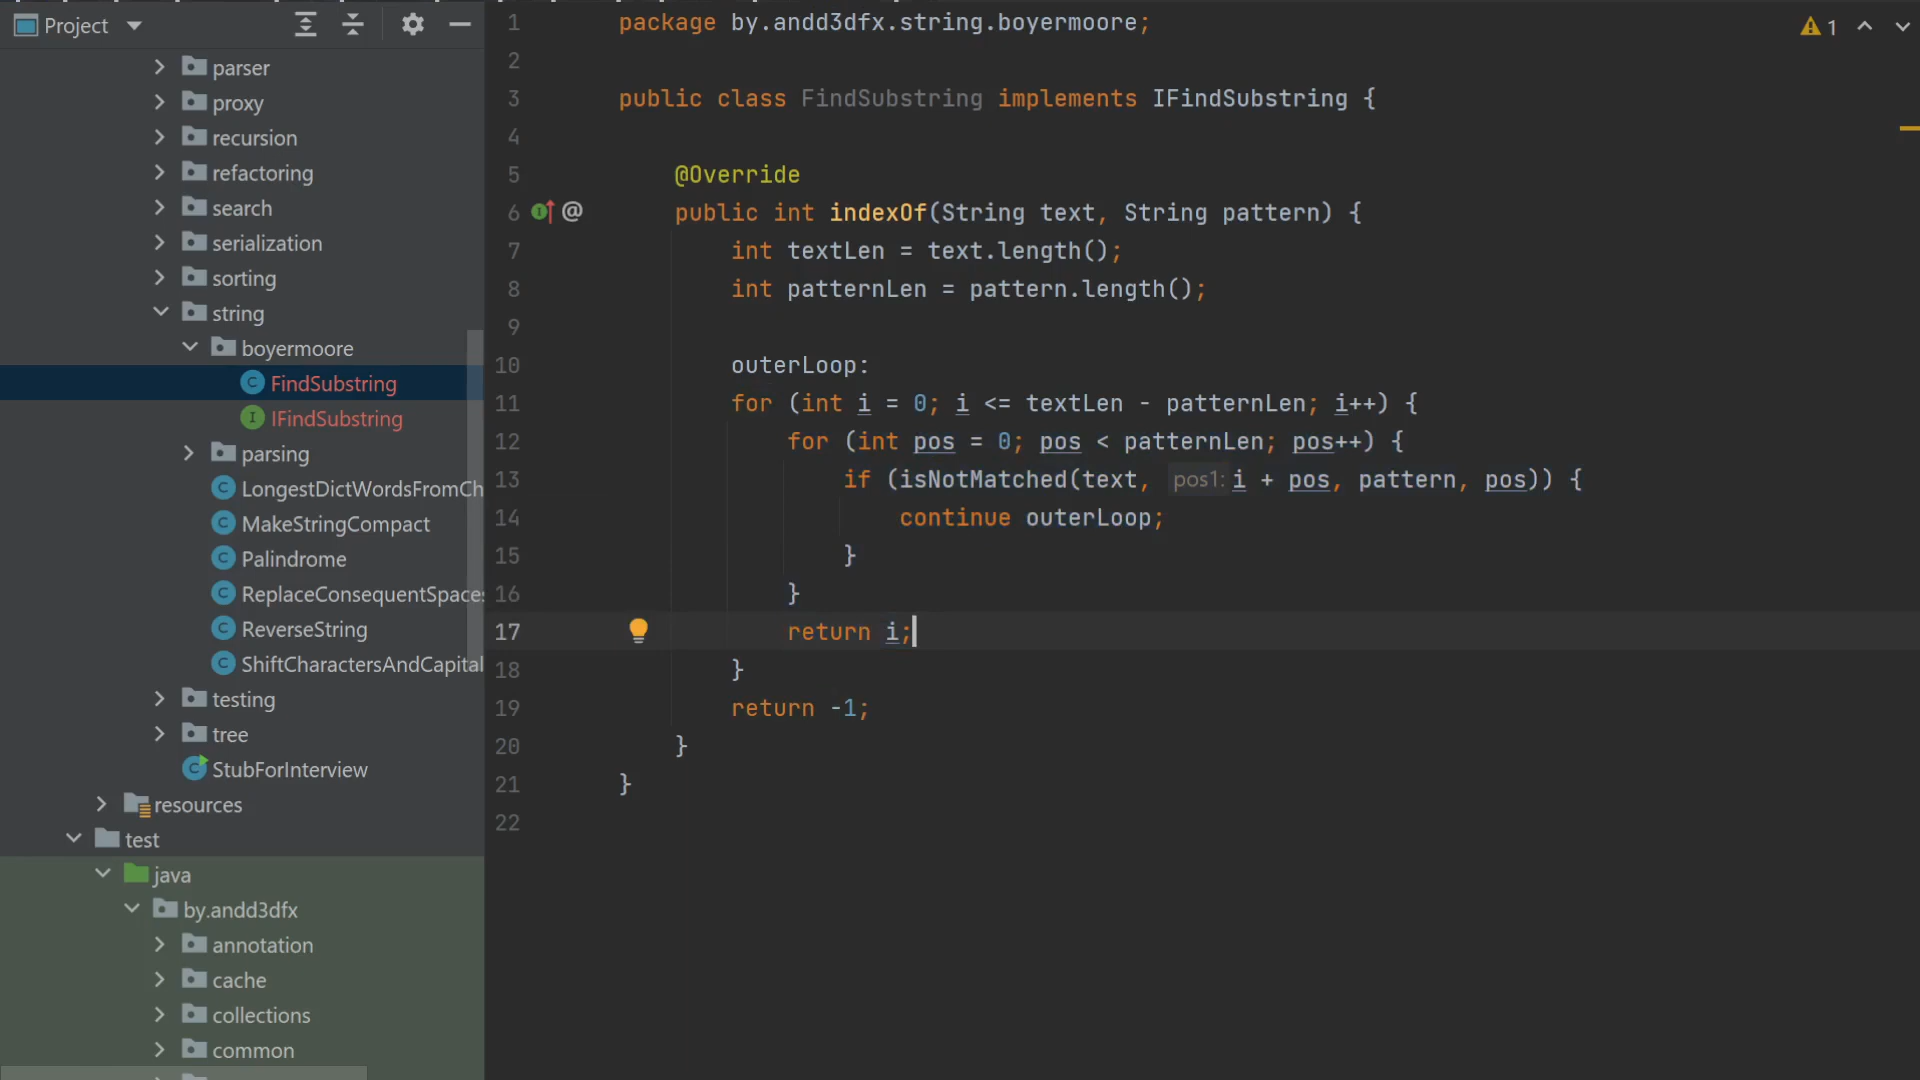 Project
parser
proxy
recursion
refactoring
search
serialization
sorting
string
boyermoore
FindSubstring
IFindSubstring
parsing
LongestDictWordsFromCh
MakeStringCompact
Palindrome
ReplaceConsequentSpaces
ReverseString
ShiftCharactersAndCapital
testing
tree
StubForInterview
resources
test
java
by.andd3dfx
annotation
cache
collections
common
1 package by.andd3dfx.string.boyermoore;
2
3 public class FindSubstring implements IFindSubstring {
4
5 @Override
6 @ public int indexOf(String text, String pattern) {
7 int textLen = text.length();
8 int patternLen = pattern.length();
9
10 outerLoop:
11 for (int i = 0; i <= textLen - patternLen; i++) {
12 for (int pos = 0; pos < patternLen; pos++) {
13 if (isNotMatched(text, pos1: i + pos, pattern, pos)) {
14 continue outerLoop;
15 }
16 }
17 return i;
18 }
19 return -1;
20 }
21 }
22
1